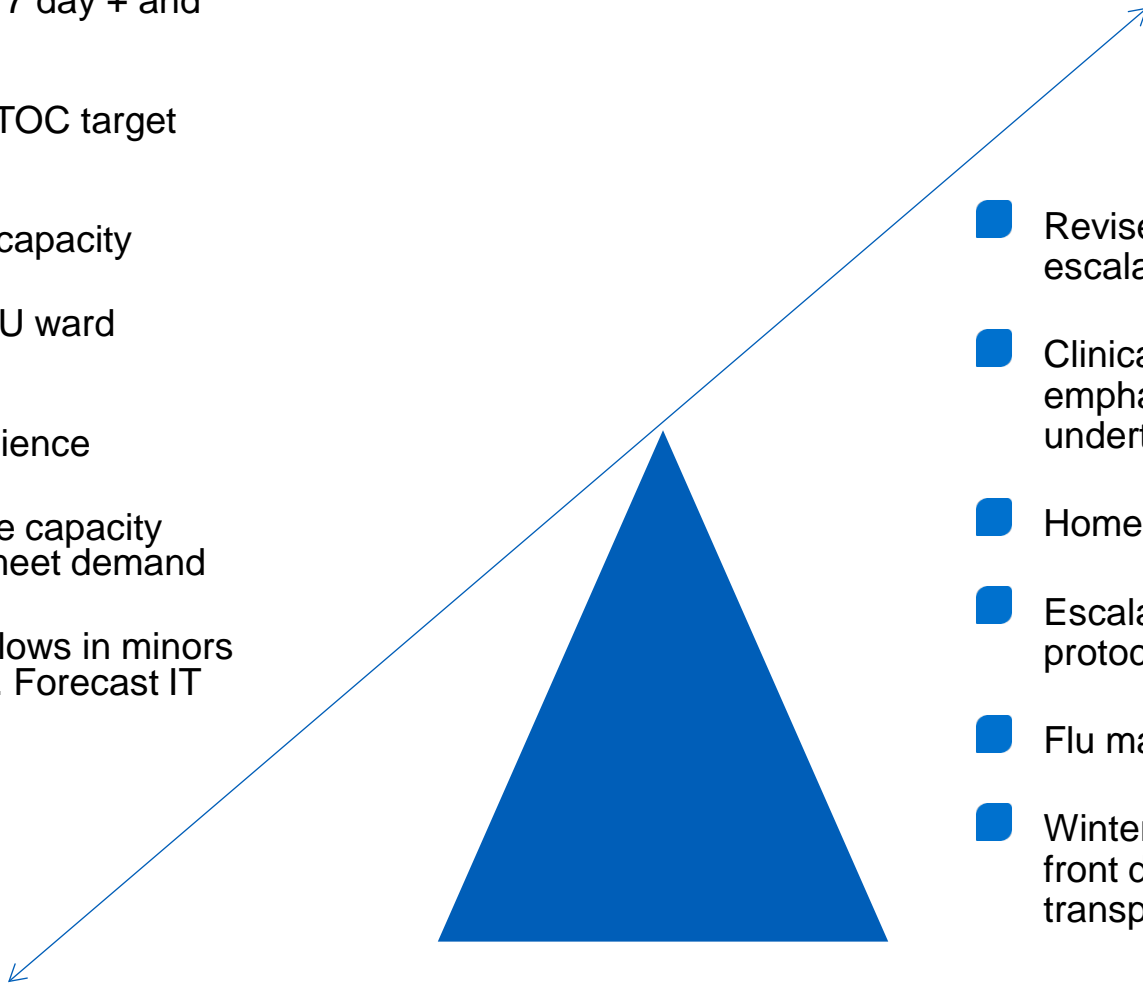 7 day + and
TOC target
capacity
U ward
ience
e capacity
neet demand
lows in minors
. Forecast IT
Revise
escala
Clinica
empha
undert
Home
Escala
protoc
Flu ma
Winter
front d
transp